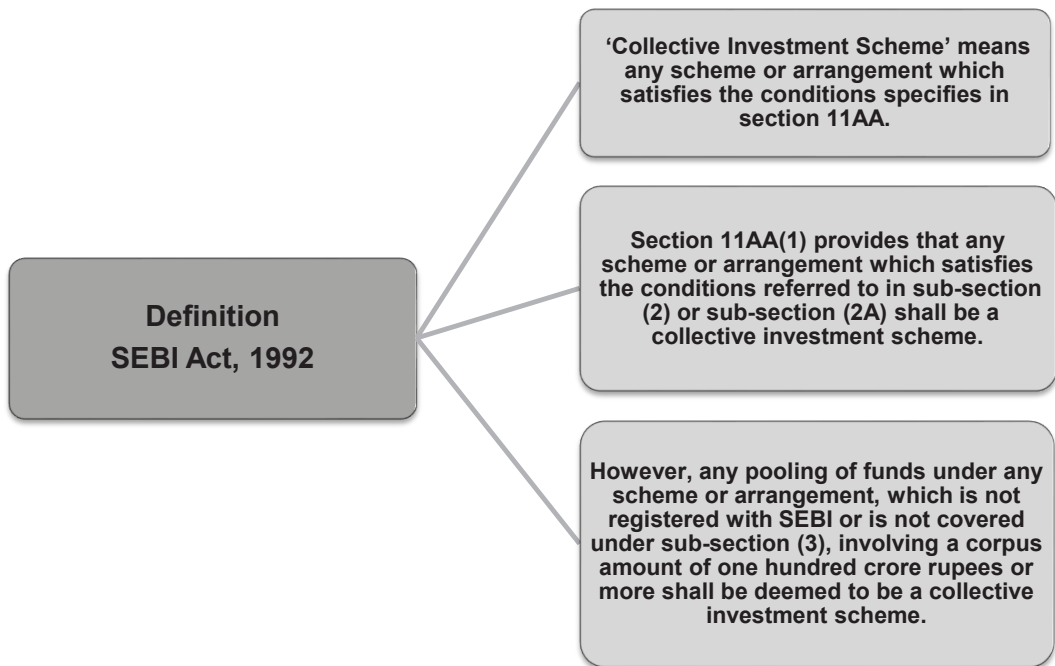 Definition
SEBI Act, 1992
‘Collective Investment Scheme’ means
any scheme or arrangement which
satisfies the conditions specifies in
section 11AA.
Section 11AA(1) provides that any
scheme or arrangement which satisfies
the conditions referred to in sub-section
(2) or sub-section (2A) shall be a
collective investment scheme.
However, any pooling of funds under any
scheme or arrangement, which is not
registered with SEBI or is not covered
under sub-section (3), involving a corpus
amount of one hundred crore rupees or
more shall be deemed to be a collective
investment scheme.